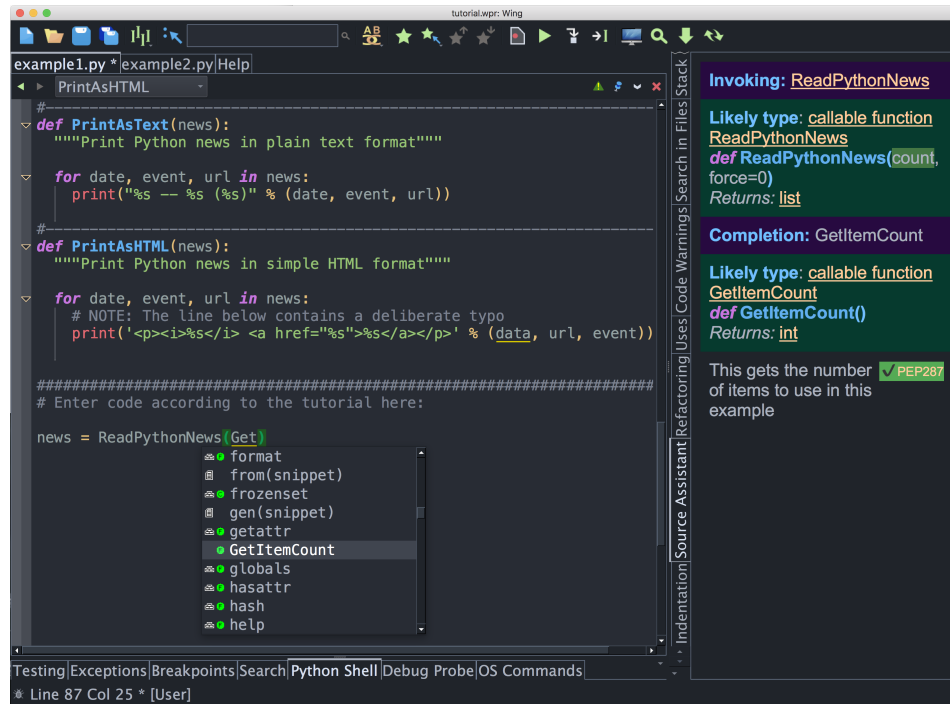 tutorial.wpr: Wing
AB
example1.py * example2.py Help
PrintAsHTML
#----------------------------------------------------------------------
def PrintAsText(news):
"""Print Python news in plain text format"""
for date, event, url in news:
print("%s -- %s (%s)" % (date, event, url))
#----------------------------------------------------------------------
def PrintAsHTML(news):
"""Print Python news in simple HTML format"""
for date, event, url in news:
# NOTE: The line below contains a deliberate typo
print('<p><i>%s</i> <a href="%s">%s</a></p>' % (data, url, event))
#######################################################################
# Enter code according to the tutorial here:
news = ReadPythonNews(Get)
format
from(snippet)
frozenset
gen(snippet)
getattr
GetItemCount
globals
hasattr
hash
help
Testing Exceptions Breakpoints Search Python Shell Debug Probe OS Commands
Line 87 Col 25 * [User]
Stack
Search in Files
Code Warnings
Uses
Refactoring
Source Assistant
Indentation
Invoking: ReadPythonNews
Likely type: callable function
ReadPythonNews
def ReadPythonNews(count,
force=0)
Returns: list
Completion: GetItemCount
Likely type: callable function
GetItemCount
def GetItemCount()
Returns: int
This gets the number ✓PEP287
of items to use in this
example